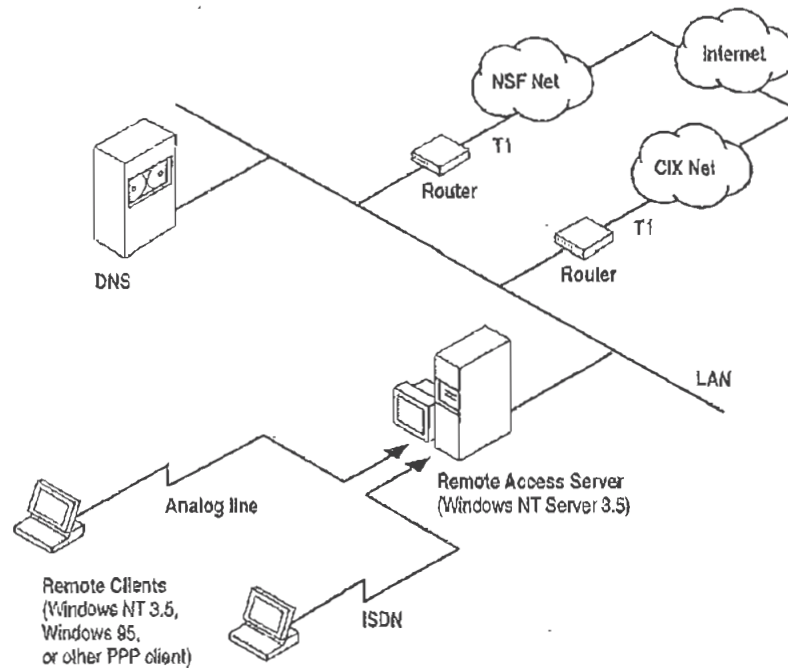 Internet
NSF Net
T1
Router
CIX Net
T1
Router
DNS
LAN
Remote Access Server
(Windows NT Server 3.5)
Analog line
Remote Clients
(Windows NT 3.5,
Windows 95,
or other PPP client)
ISDN